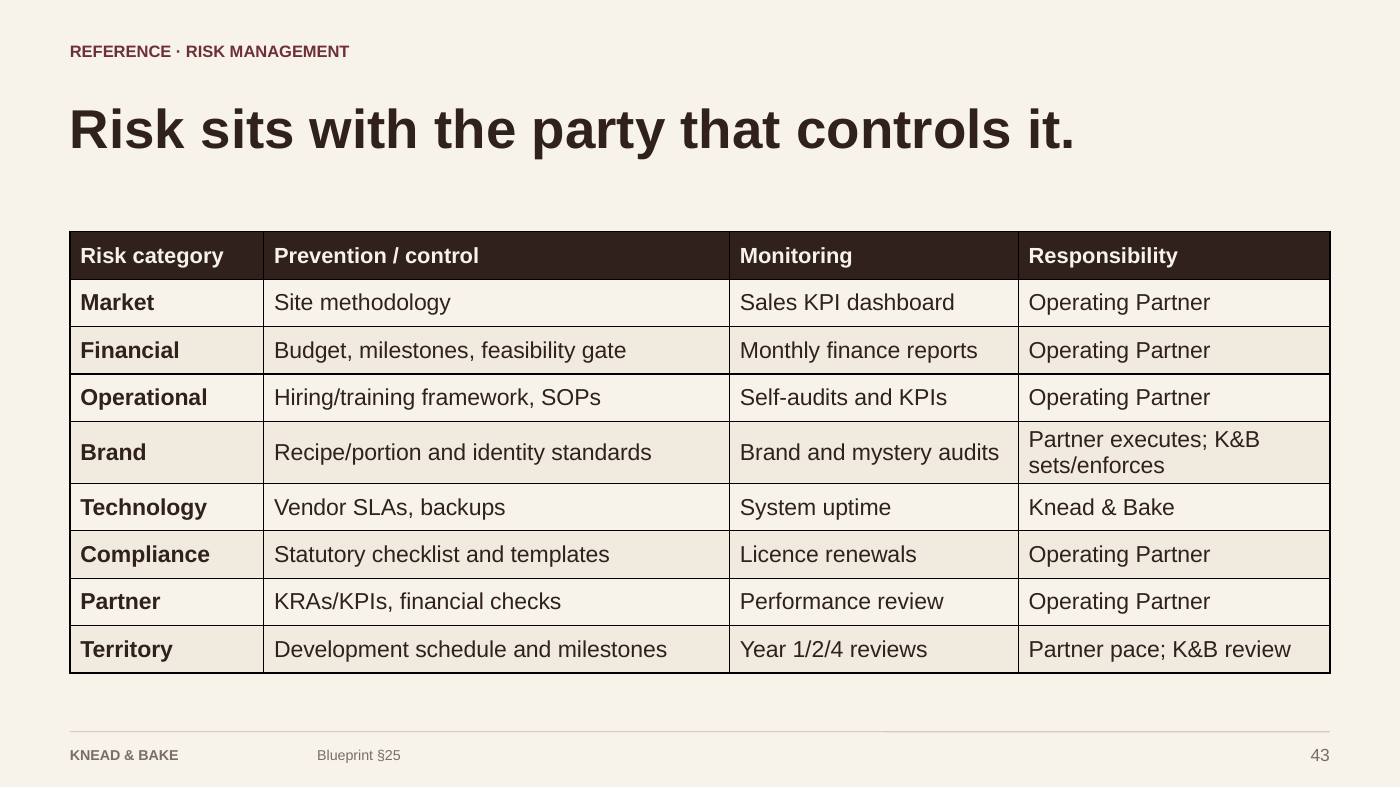 REFERENCE · RISK MANAGEMENT
Risk sits with the party that controls it.
Risk category Prevention / control Monitoring Responsibility
Market Site methodology Sales KPI dashboard Operating Partner
Financial Budget, milestones, feasibility gate Monthly finance reports Operating Partner
Operational Hiring/training framework, SOPs Self-audits and KPIs Operating Partner
Brand Recipe/portion and identity standards Brand and mystery audits Partner executes; K&B
sets/enforces
Technology Vendor SLAs, backups System uptime Knead & Bake
Compliance Statutory checklist and templates Licence renewals Operating Partner
Partner KRAs/KPIs, financial checks Performance review Operating Partner
Territory Development schedule and milestones Year 1/2/4 reviews Partner pace; K&B review
KNEAD & BAKE Blueprint §25 43